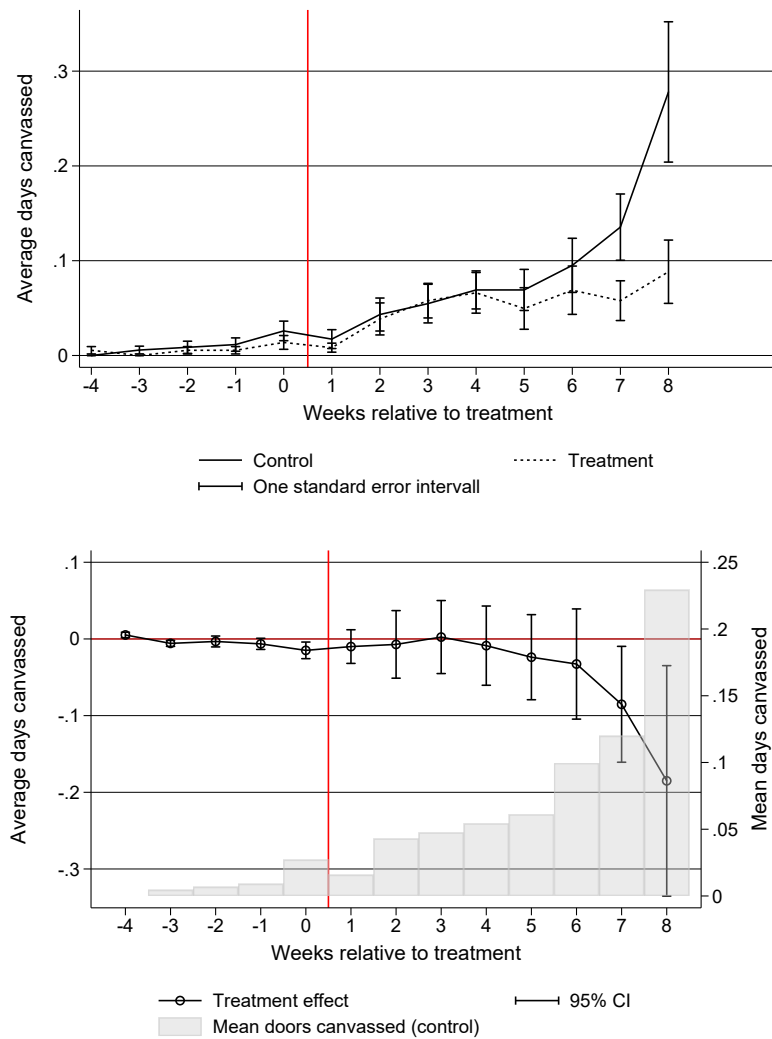 Average days canvassed
.3
.2
.1
0
-4 -3 -2 -1 0 1 2 3 4 5 6 7 8
Weeks relative to treatment
Control Treatment
One standard error intervall
Average days canvassed
.1
0
-.1
-.2
-.3
.25
.2
.15
.1
.05
0
Mean days canvassed
-4 -3 -2 -1 0 1 2 3 4 5 6 7 8
Weeks relative to treatment
Treatment effect 95% CI
Mean doors canvassed (control)